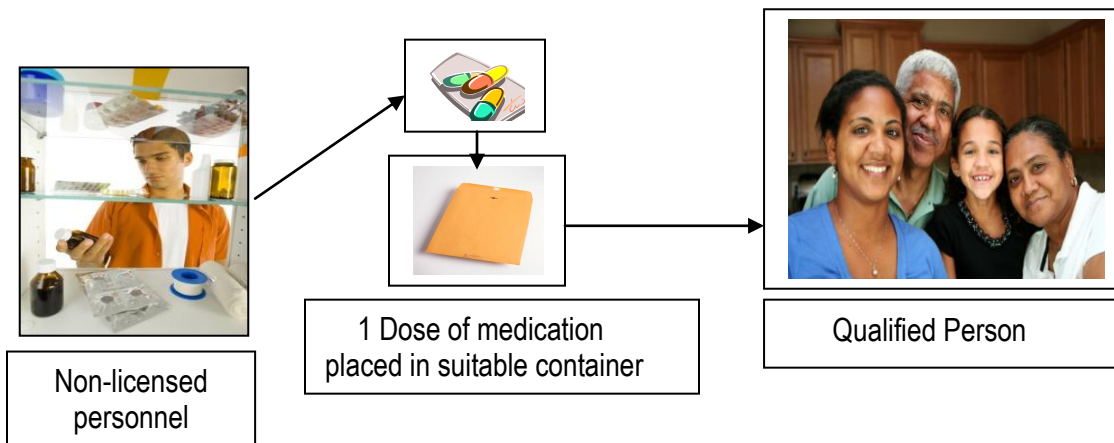 Non-licensed
personnel
1 Dose of medication
placed in suitable container
Qualified Person